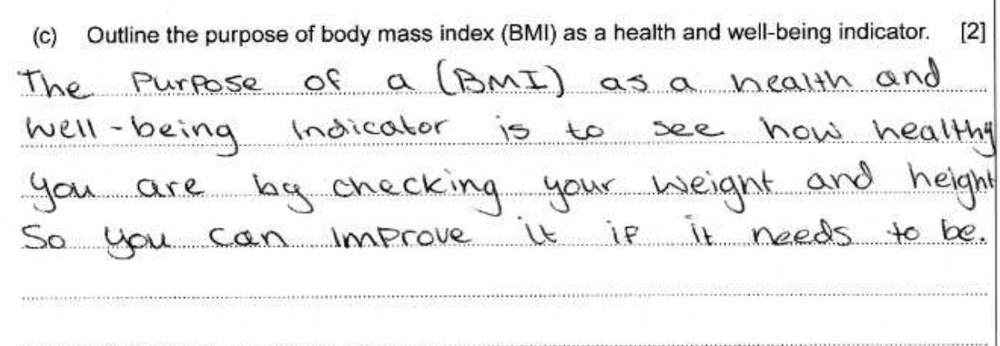 (c) Outline the purpose of body mass index (BMI) as a health and well-being indicator. [2]
The Purpose of a (BMI) as a health and
well-being Indicator is to see how healthy
you are by checking your weight and height
So you can Improve it if it needs to be.